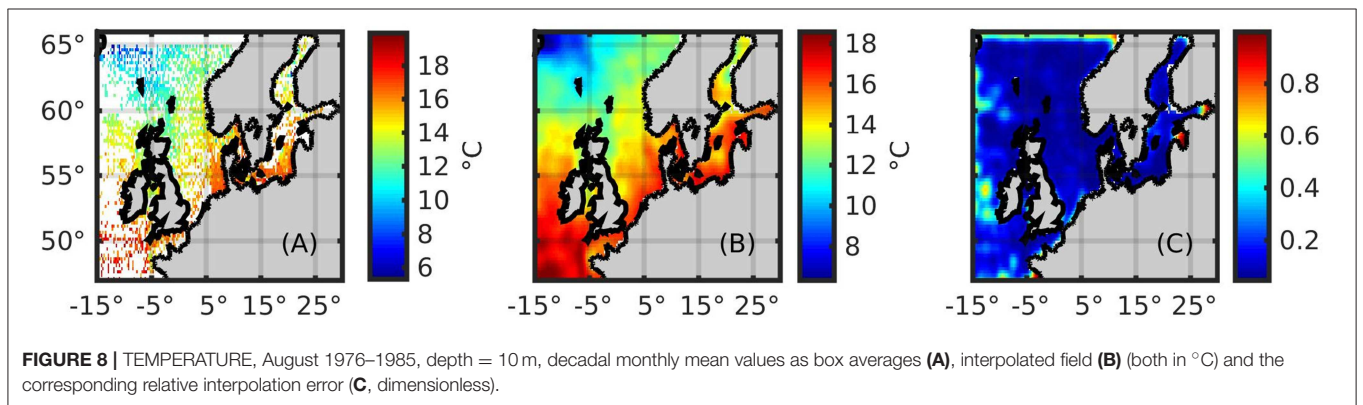 65°
60°
55°
50°
-15° -5° 5° 15° 25°
(A)
18
16
14
12
10
8
6
°C
-15° -5° 5° 15° 25°
(B)
18
16
14
12
10
8
°C
-15° -5° 5° 15° 25°
(C)
0.8
0.6
0.4
0.2
FIGURE 8 | TEMPERATURE, August 1976–1985, depth = 10 m, decadal monthly mean values as box averages (A), interpolated field (B) (both in °C) and the
corresponding relative interpolation error (C, dimensionless).